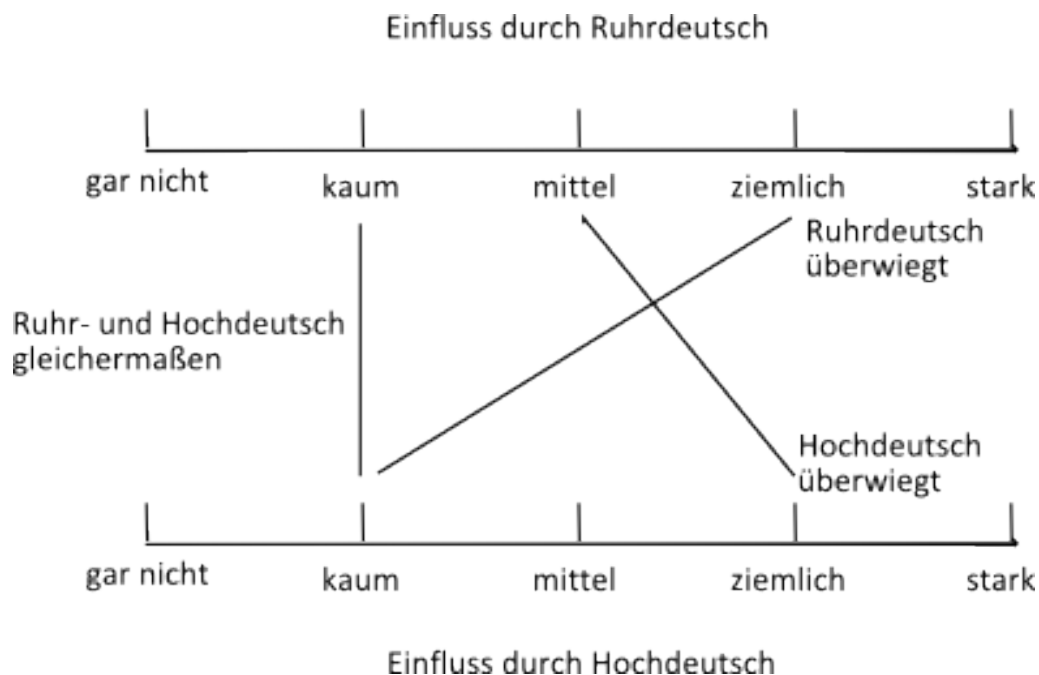 Einfluss durch Ruhrdeutsch
gar nicht kaum mittel ziemlich stark
Ruhrdeutsch
überwiegt
Ruhr- und Hochdeutsch
gleichermaßen
Hochdeutsch
überwiegt
gar nicht kaum mittel ziemlich stark
Einfluss durch Hochdeutsch